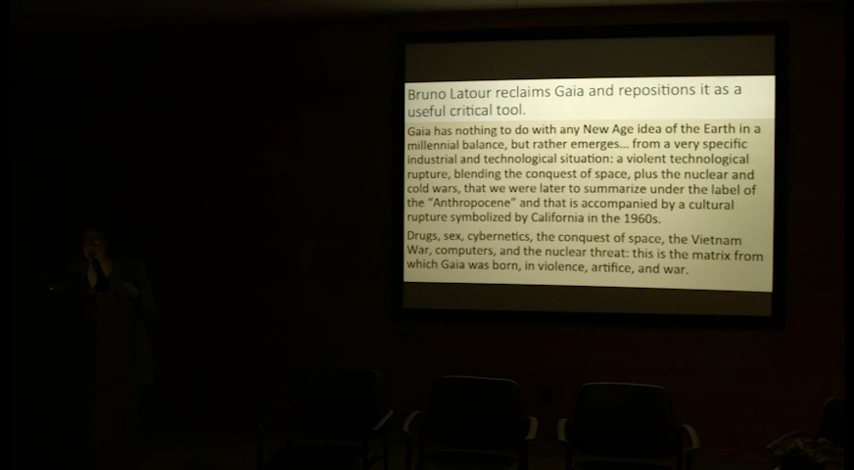 Bruno Latour reclaims Gaia and repositions it as a
useful critical tool.
Gaia has nothing to do with any New Age idea of the Earth in a
millennial balance, but rather emerges... from a very specific
industrial and technological situation: a violent technological
rupture, blending the conquest of space, plus the nuclear and
cold wars, that we were later to summarize under the label of
the “Anthropocene” and that is accompanied by a cultural
rupture symbolized by California in the 1960s.
Drugs, sex, cybernetics, the conquest of space, the Vietnam
War, computers, and the nuclear threat: this is the matrix from
which Gaia was born, in violence, artifice, and war.